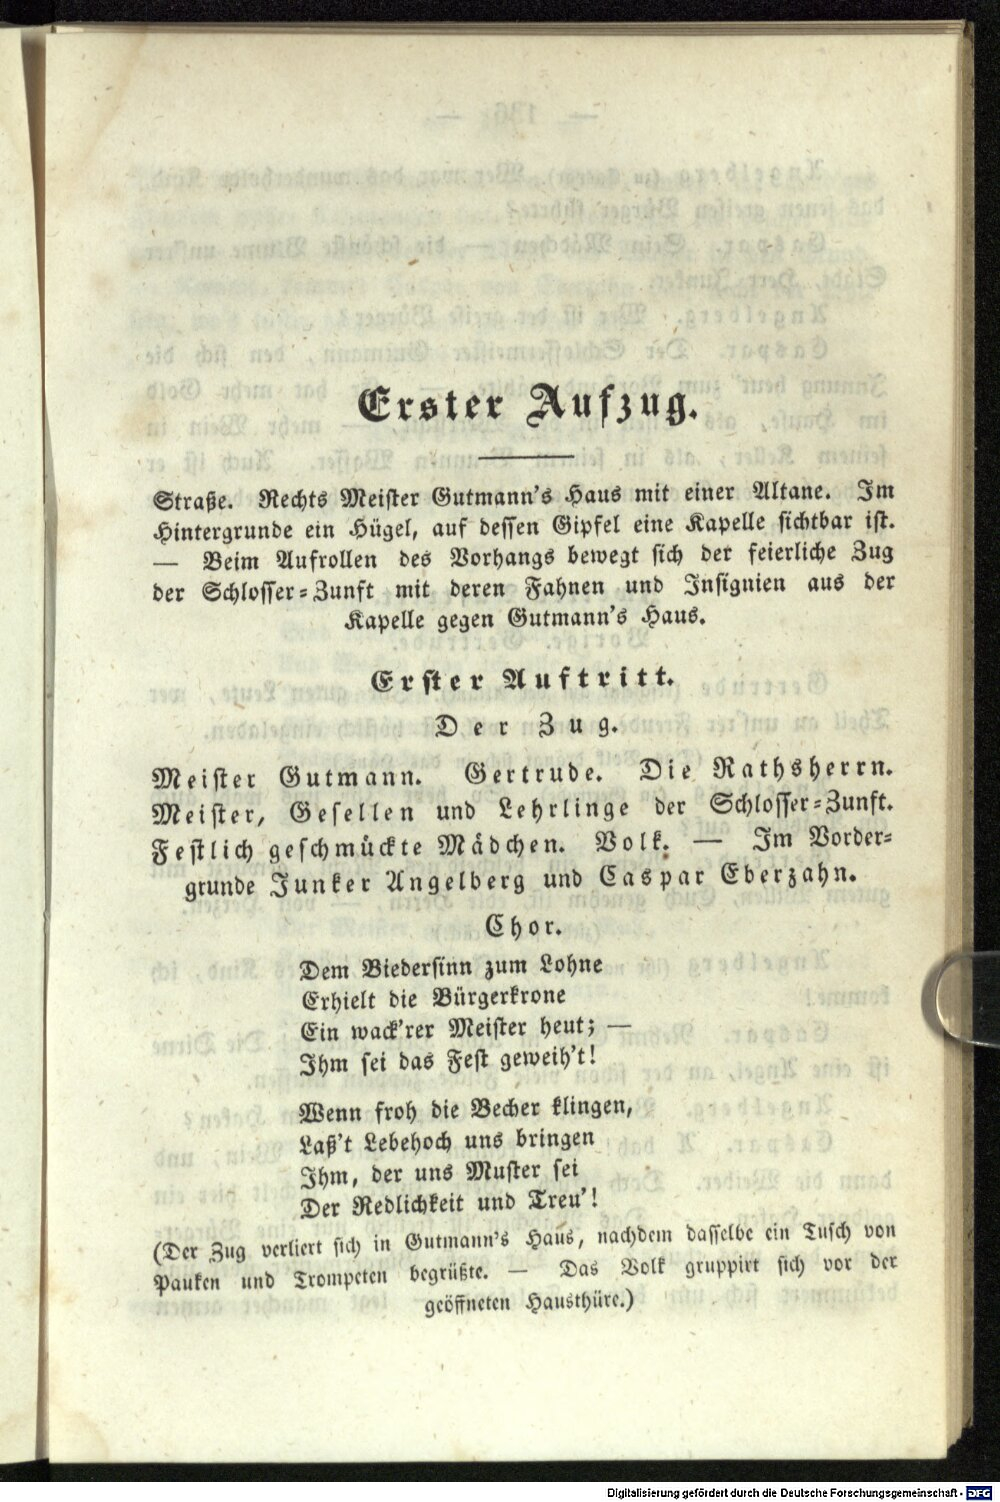 Erster Aufzug.
Straße. Rechts Meister Gutmann's Haus mit einer Altane. Im
Hintergrunde ein Hügel, auf dessen Gipfel eine Kapelle sichtbar ist.
— Beim Aufrollen des Vorhangs bewegt sich der feierliche Zug
der Schlosser=Zunft mit deren Fahnen und Insignien aus der
Kapelle gegen Gutmann's Haus.
Erster Auftritt.
Der Zug.
Meister Gutmann. Gertrude. Die Rathsherrn.
Meister, Gesellen und Lehrlinge der Schlosser=Zunft.
Festlich geschmückte Mädchen. Volk. — Im Vorder=
grunde Junker Angelberg und Caspar Eberzahn.
Chor.
Dem Biedersinn zum Lohne
Erhielt die Bürgerkrone
Ein wack'rer Meister heut; —
Ihm sei das Fest geweih't!
Wenn froh die Becher klingen,
Laß't Lebehoch uns bringen
Ihm, der uns Muster sei
Der Redlichkeit und Treu'!
(Der Zug verliert sich in Gutmann's Haus, nachdem dasselbe ein Tusch von
Pauken und Trompeten begrüßte. — Das Volk gruppirt sich vor der
geöffneten Hausthüre.)
Digitalisierung gefördert durch die Deutsche Forschungsgemeinschaft - DFG